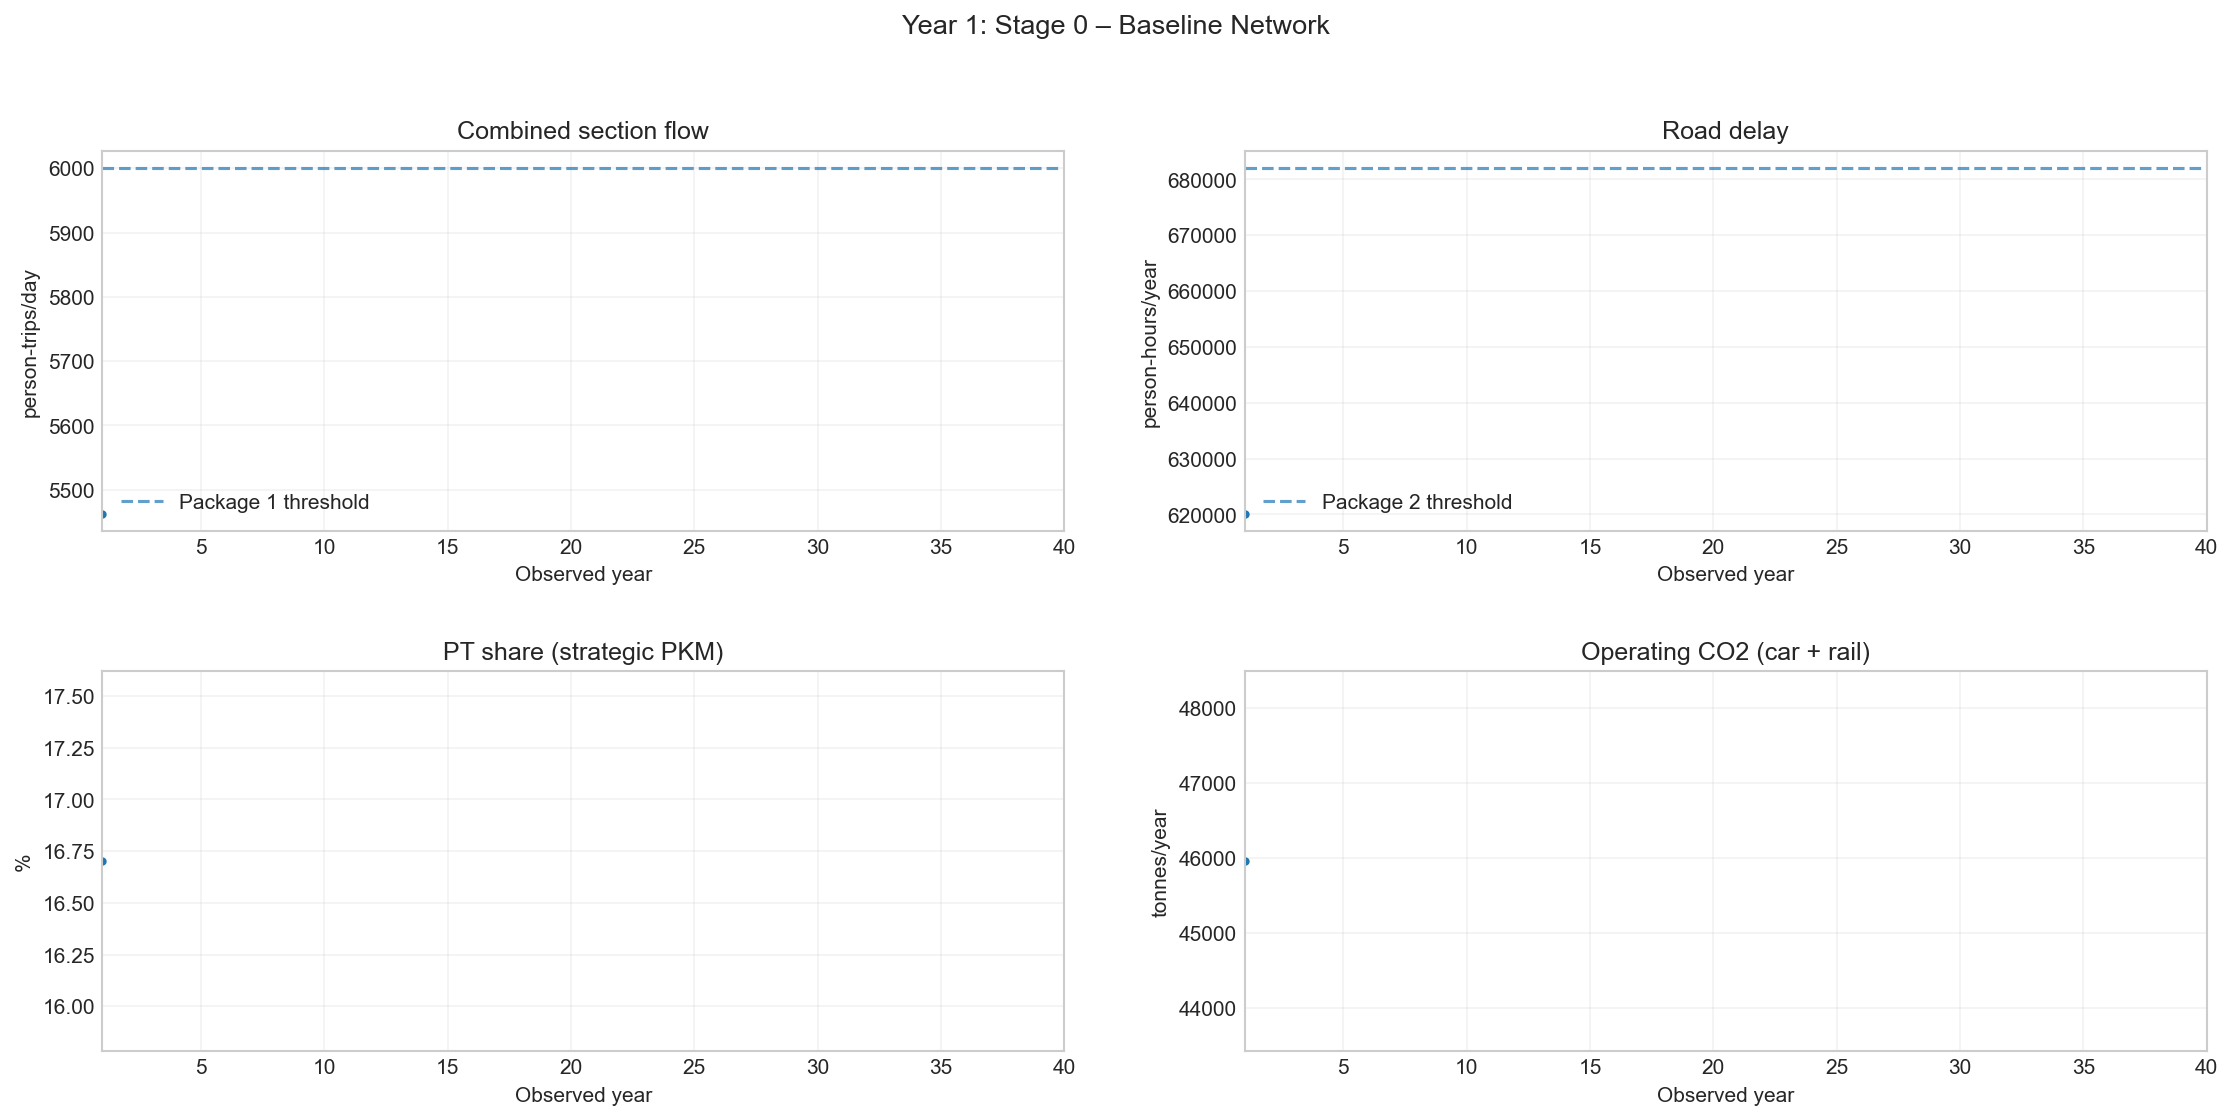 Year 1: Stage 0 – Baseline Network
Combined section flow
person-trips/day
6000
5900
5800
5700
5600
5500
Package 1 threshold
5 10 15 20 25 30 35 40
Observed year
Road delay
person-hours/year
680000
670000
660000
650000
640000
630000
620000
Package 2 threshold
5 10 15 20 25 30 35 40
Observed year
PT share (strategic PKM)
%
17.50
17.25
17.00
16.75
16.50
16.25
16.00
5 10 15 20 25 30 35 40
Observed year
Operating CO2 (car + rail)
tonnes/year
48000
47000
46000
45000
44000
5 10 15 20 25 30 35 40
Observed year